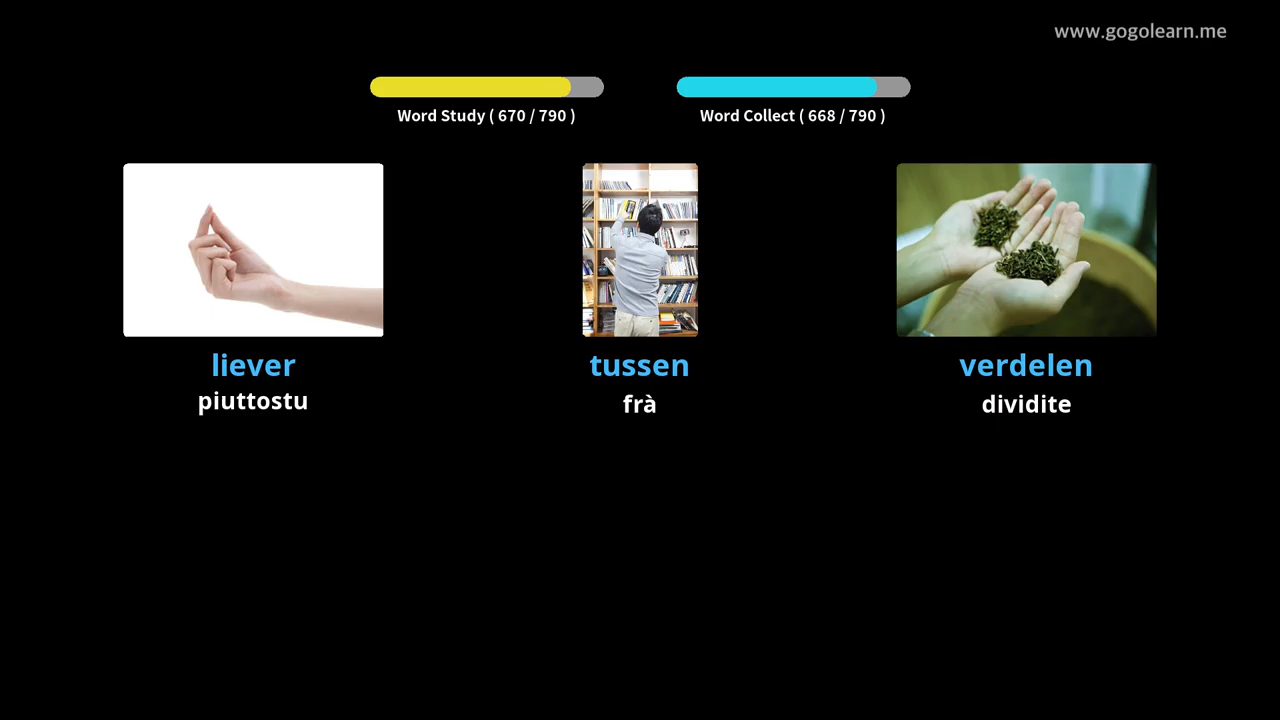 www.gogolearn.me
Word Study ( 670 / 790 )
Word Collect ( 668 / 790 )
liever
piuttostu
tussen
frà
verdelen
dividite